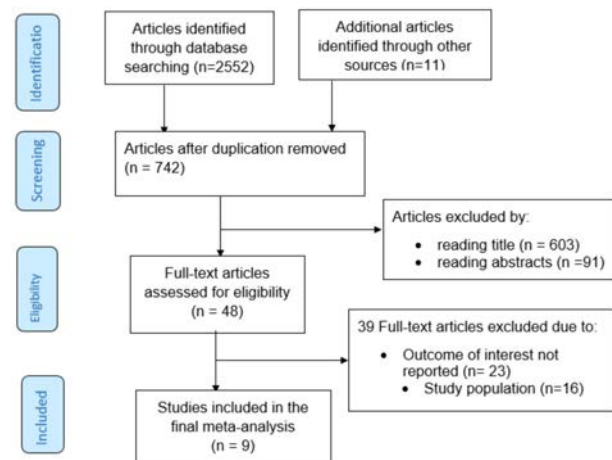 Identificatio
Articles identified
through database
searching (n=2552)
Additional articles
identified through other
sources (n=11)
Screening
Articles after duplication removed
(n = 742)
Articles excluded by:
• reading title (n = 603)
• reading abstracts (n =91)
Eligibility
Full-text articles
assessed for eligibility
(n = 48)
39 Full-text articles excluded due to:
• Outcome of interest not
reported (n= 23)
• Study population (n=16)
Included
Studies included in the
final meta-analysis
(n = 9)